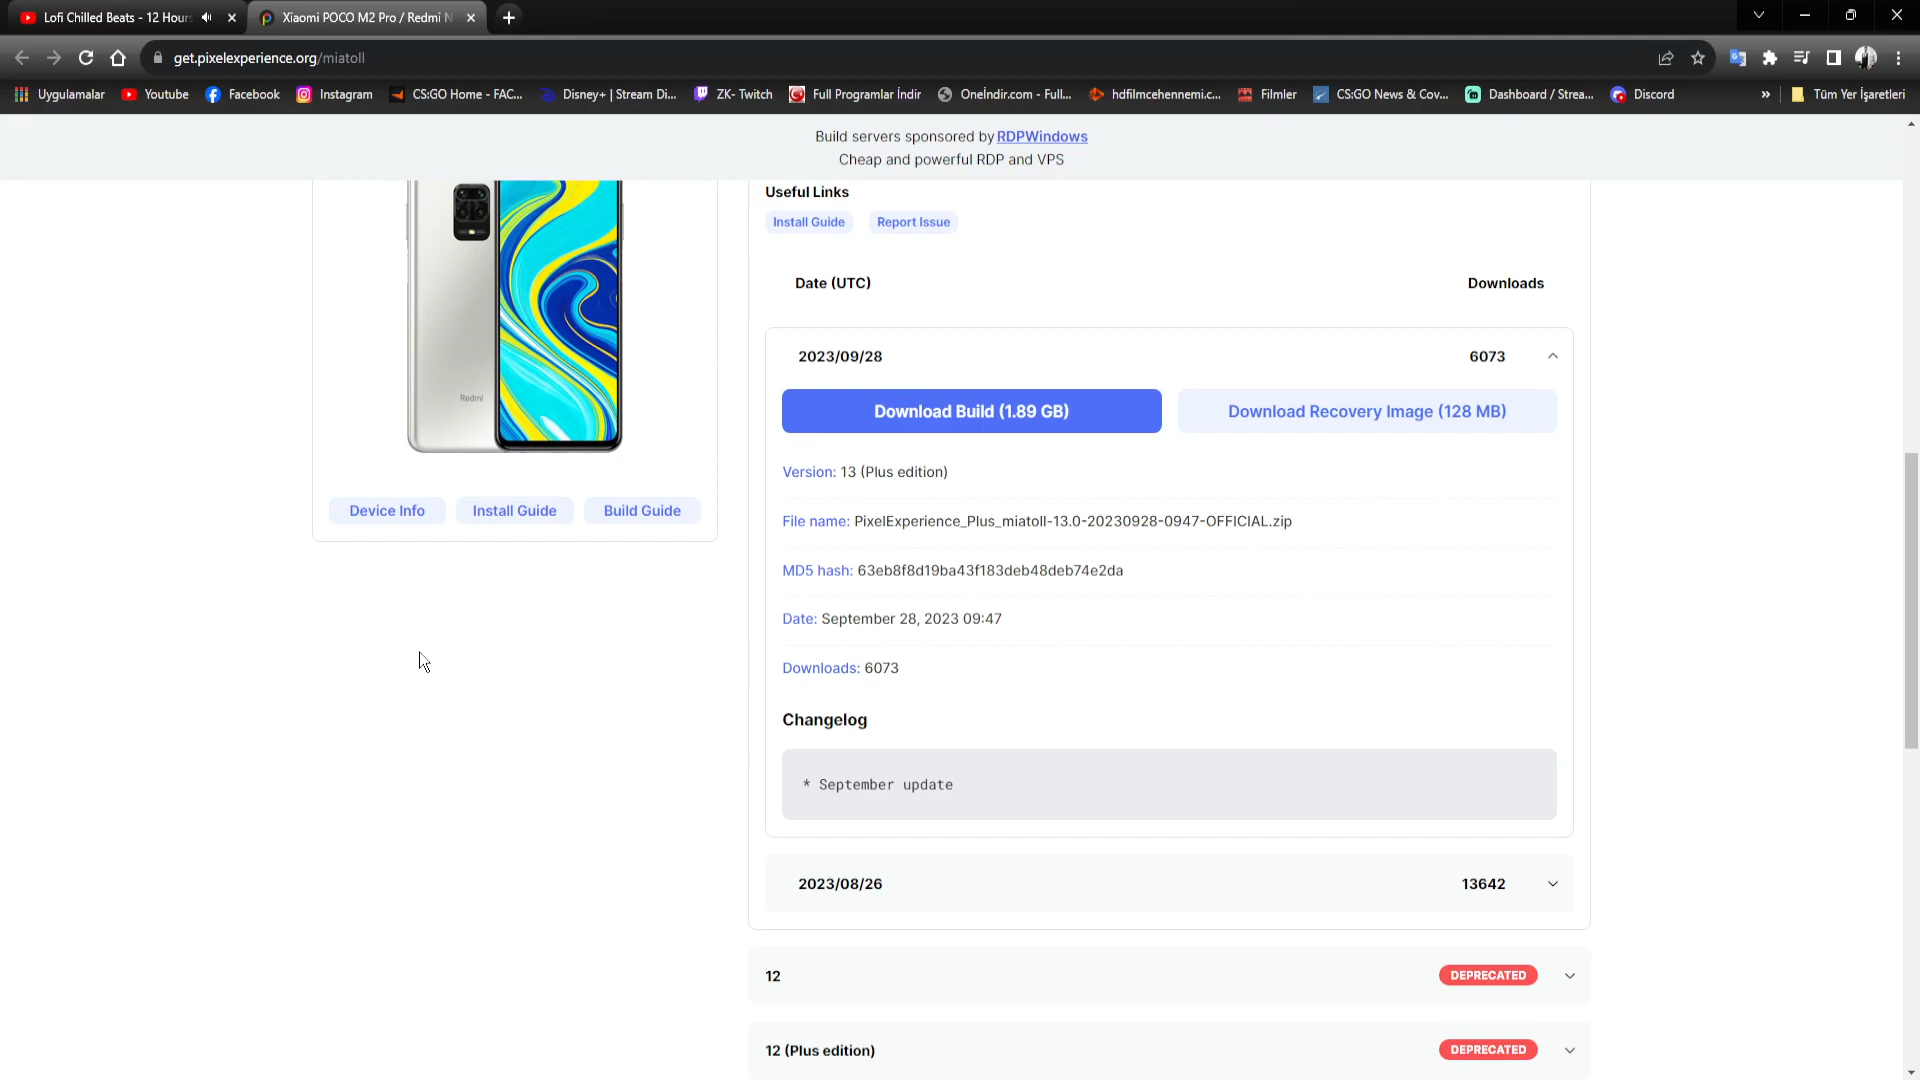 Lofi Chilled Beats - 12 Hour
Xiaomi POCO M2 Pro / Redmi N
get.pixelexperience.org/miatoll
Uygulamalar
Youtube
Facebook
Instagram
CS:GO Home - FAC...
Disney+ | Stream Di...
ZK- Twitch
Full Programlar İndir
Oneİndir.com - Full...
hdfilmcehennemi.c...
Filmler
CS:GO News & Cov...
Dashboard / Strea...
Discord
»
Tüm Yer İşaretleri
Build servers sponsored by RDPWindows
Cheap and powerful RDP and VPS
Redmi
Device Info
Install Guide
Build Guide
Useful Links
Install Guide
Report Issue
Date (UTC)
Downloads
2023/09/28
6073
Download Build (1.89 GB)
Download Recovery Image (128 MB)
Version: 13 (Plus edition)
File name: PixelExperience_Plus_miatoll-13.0-20230928-0947-OFFICIAL.zip
MD5 hash: 63eb8f8d19ba43f183deb48deb74e2da
Date: September 28, 2023 09:47
Downloads: 6073
Changelog
* September update
2023/08/26
13642
12
DEPRECATED
12 (Plus edition)
DEPRECATED